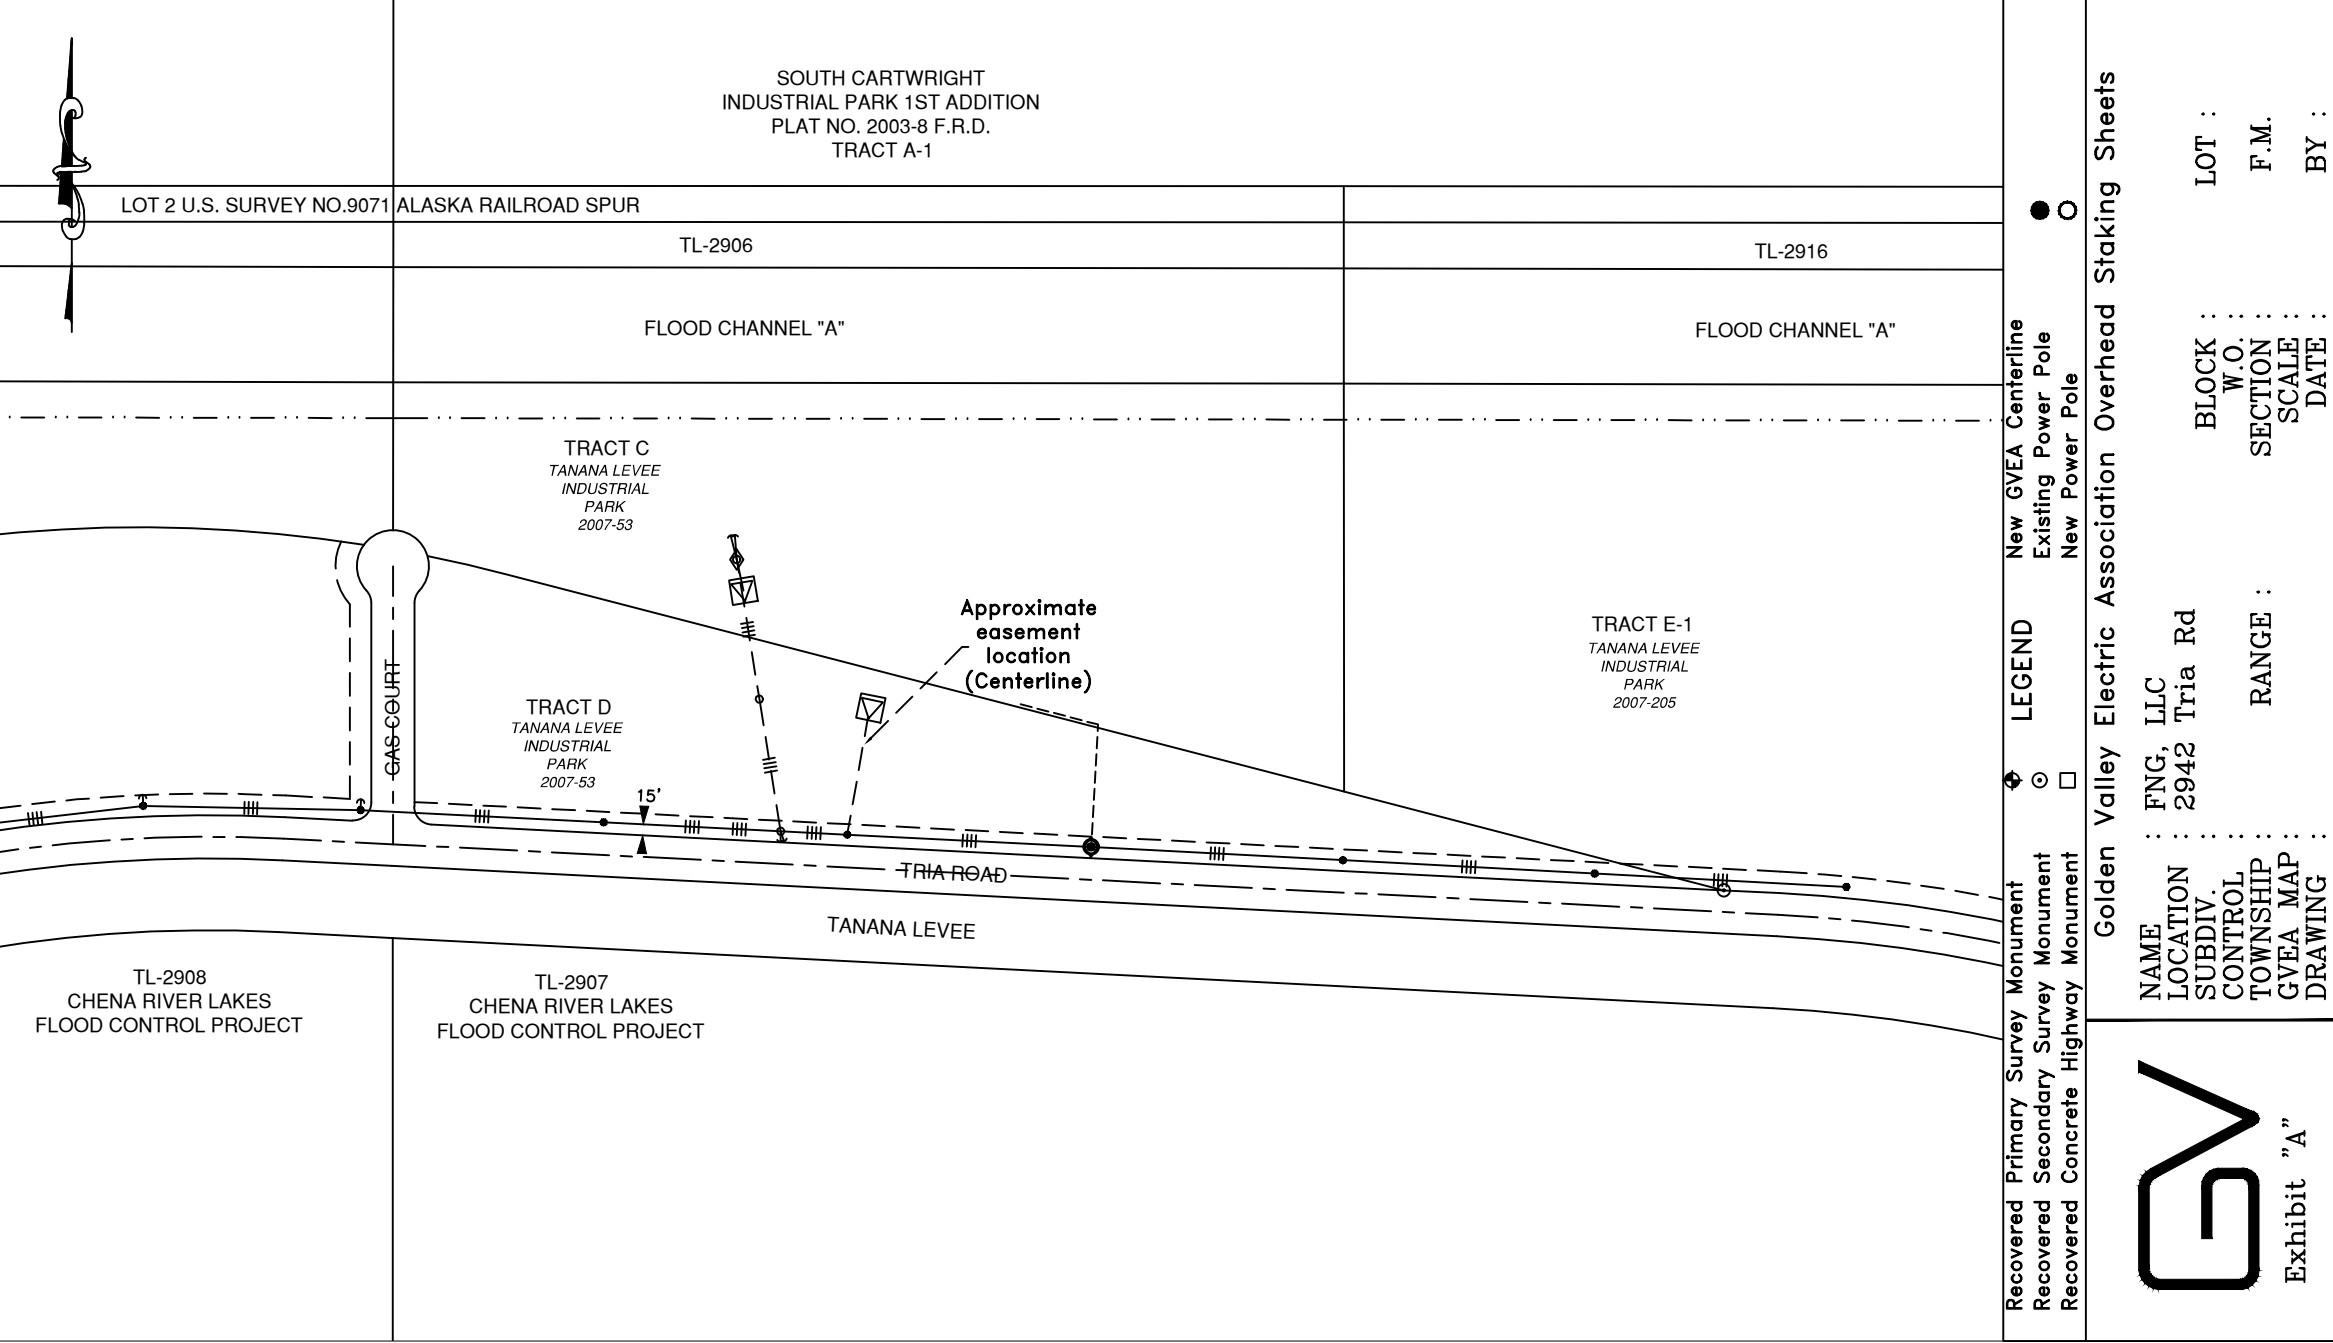 SOUTH CARTWRIGHT
INDUSTRIAL PARK 1ST ADDITION
PLAT NO. 2003-8 F.R.D.
TRACT A-1
LOT 2 U.S. SURVEY NO.9071 ALASKA RAILROAD SPUR
TL-2906
TL-2916
FLOOD CHANNEL "A"
FLOOD CHANNEL "A"
TRACT C
TANANA LEVEE
INDUSTRIAL
PARK
2007-53
Approximate
easement
location
(Centerline)
TRACT E-1
TANANA LEVEE
INDUSTRIAL
PARK
2007-205
GAS COURT
TRACT D
TANANA LEVEE
INDUSTRIAL
PARK
2007-53
15'
TRIA ROAD
TANANA LEVEE
TL-2908
CHENA RIVER LAKES
FLOOD CONTROL PROJECT
TL-2907
CHENA RIVER LAKES
FLOOD CONTROL PROJECT
LEGEND
Recovered Primary Survey Monument
Recovered Secondary Survey Monument
Recovered Concrete Highway Monument
New GVEA Centerline
Existing Power Pole
New Power Pole
Golden Valley Electric Association Overhead Staking Sheets
NAME : FNG, LLC
LOCATION : 2942 Tria Rd
SUBDIV. : BLOCK : LOT :
CONTROL : W.O. :
TOWNSHIP : RANGE : SECTION : F.M.
GVEA MAP : SCALE :
DRAWING : DATE : BY :
GV
Exhibit "A"